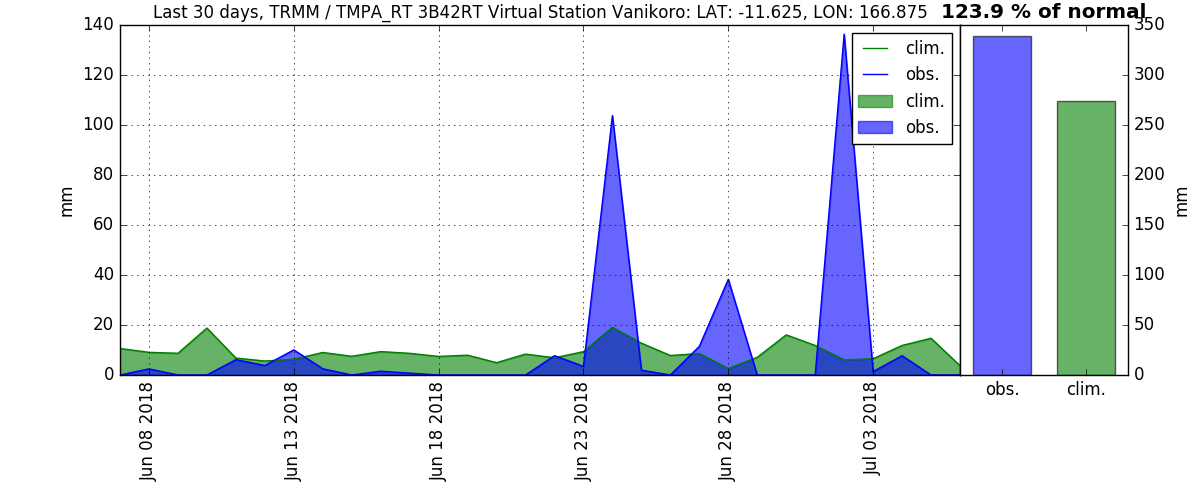 Last 30 days, TRMM / TMPA_RT 3B42RT Virtual Station Vanikoro: LAT: -11.625, LON: 166.875 123.9 % of normal
140
120
100
80
60
40
20
0
mm
clim.
obs.
clim.
obs.
Jun 08 2018
Jun 13 2018
Jun 18 2018
Jun 23 2018
Jun 28 2018
Jul 03 2018
350
300
250
200
150
100
50
0
mm
obs. clim.